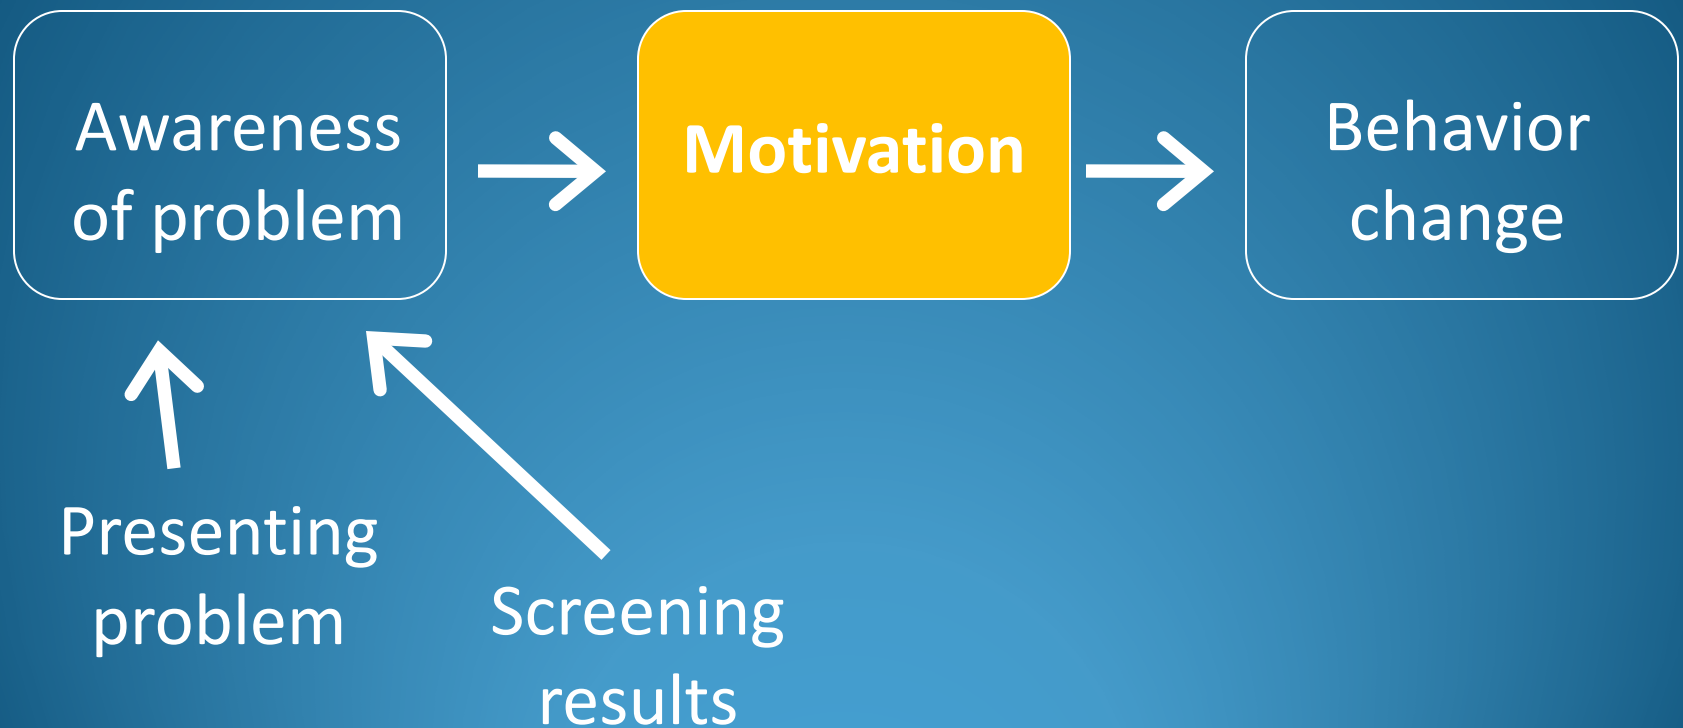 Awareness
of problem
Motivation
Behavior
change
Presenting
problem
Screening
results